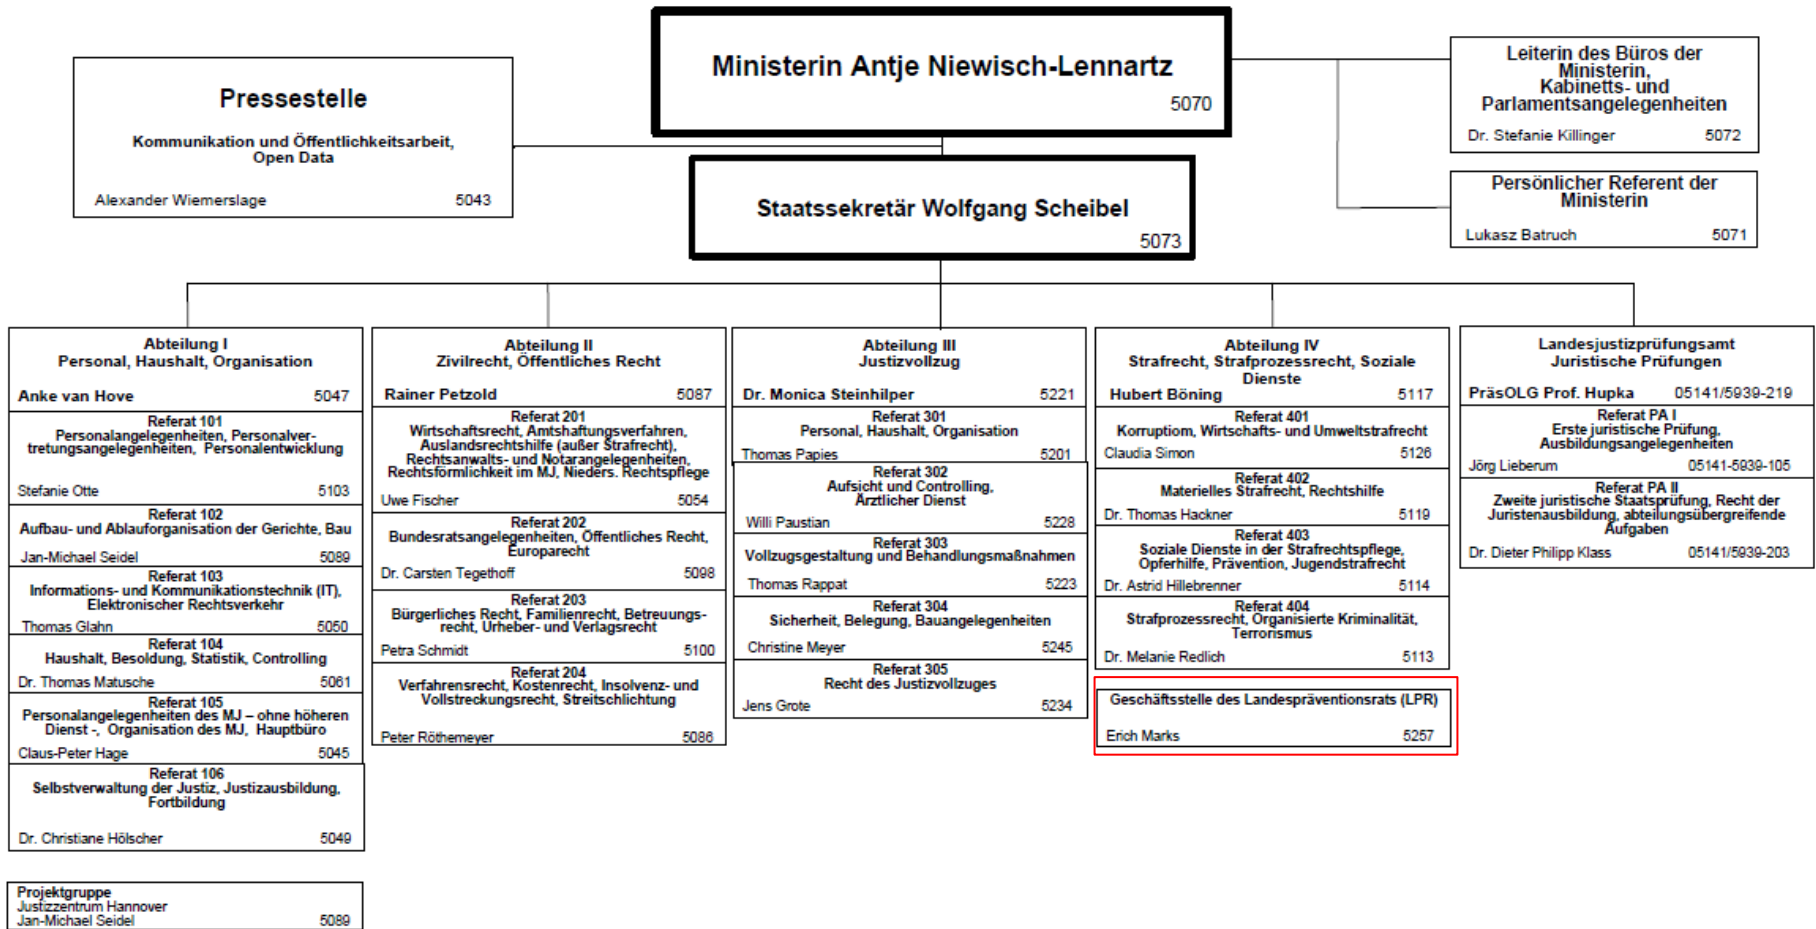 Ministerin Antje Niewisch-Lennartz
5070
Pressestelle
Kommunikation und Öffentlichkeitsarbeit,
Open Data
Alexander Wiemerslage 5043
Leiterin des Büros der
Ministerin,
Kabinetts- und
Parlamentsangelegenheiten
Dr. Stefanie Killinger 5072
Persönlicher Referent der
Ministerin
Lukasz Batruch 5071
Staatssekretär Wolfgang Scheibel
5073
Abteilung I
Personal, Haushalt, Organisation
Anke van Hove 5047
Referat 101
Personalangelegenheiten, Personalver-
tretungsangelegenheiten, Personalentwicklung
Stefanie Otte 5103
Referat 102
Aufbau- und Ablauforganisation der Gerichte, Bau
Jan-Michael Seidel 5089
Referat 103
Informations- und Kommunikationstechnik (IT),
Elektronischer Rechtsverkehr
Thomas Glahn 5050
Referat 104
Haushalt, Besoldung, Statistik, Controlling
Dr. Thomas Matusche 5061
Referat 105
Personalangelegenheiten des MJ – ohne höheren
Dienst -, Organisation des MJ, Hauptbüro
Claus-Peter Hage 5045
Referat 106
Selbstverwaltung der Justiz, Justizausbildung,
Fortbildung
Dr. Christiane Hölscher 5049
Projektgruppe
Justizzentrum Hannover
Jan-Michael Seidel 5089
Abteilung II
Zivilrecht, Öffentliches Recht
Rainer Petzold 5087
Referat 201
Wirtschaftsrecht, Amtshaftungsverfahren,
Auslandsrechtshilfe (außer Strafrecht),
Rechtsanwalts- und Notarangelegenheiten,
Rechtsförmlichkeit im MJ, Nieders. Rechtspflege
Uwe Fischer 5054
Referat 202
Bundesratsangelegenheiten, Öffentliches Recht,
Europarecht
Dr. Carsten Tegethoff 5098
Referat 203
Bürgerliches Recht, Familienrecht, Betreuungs-
recht, Urheber- und Verlagsrecht
Petra Schmidt 5100
Referat 204
Verfahrensrecht, Kostenrecht, Insolvenz- und
Vollstreckungsrecht, Streitschlichtung
Peter Röthemeyer 5086
Abteilung III
Justizvollzug
Dr. Monica Steinhilper 5221
Referat 301
Personal, Haushalt, Organisation
Thomas Papies 5201
Referat 302
Aufsicht und Controlling,
Ärztlicher Dienst
Willi Paustian 5228
Referat 303
Vollzugsgestaltung und Behandlungsmaßnahmen
Thomas Rappat 5223
Referat 304
Sicherheit, Belegung, Bauangelegenheiten
Christine Meyer 5245
Referat 305
Recht des Justizvollzuges
Jens Grote 5234
Abteilung IV
Strafrecht, Strafprozessrecht, Soziale
Dienste
Hubert Böning 5117
Referat 401
Korruptiom, Wirtschafts- und Umweltstrafrecht
Claudia Simon 5126
Referat 402
Materielles Strafrecht, Rechtshilfe
Dr. Thomas Hackner 5119
Referat 403
Soziale Dienste in der Strafrechtspflege,
Opferhilfe, Prävention, Jugendstrafrecht
Dr. Astrid Hillebrenner 5114
Referat 404
Strafprozessrecht, Organisierte Kriminalität,
Terrorismus
Dr. Melanie Redlich 5113
Geschäftsstelle des Landespräventionsrats (LPR)
Erich Marks 5257
Landesjustizprüfungsamt
Juristische Prüfungen
PräsOLG Prof. Hupka 05141/5939-219
Referat PA I
Erste juristische Prüfung,
Ausbildungsangelegenheiten
Jörg Lieberum 05141-5939-105
Referat PA II
Zweite juristische Staatsprüfung, Recht der
Juristenausbildung, abteilungsübergreifende
Aufgaben
Dr. Dieter Philipp Klass 05141/5939-203